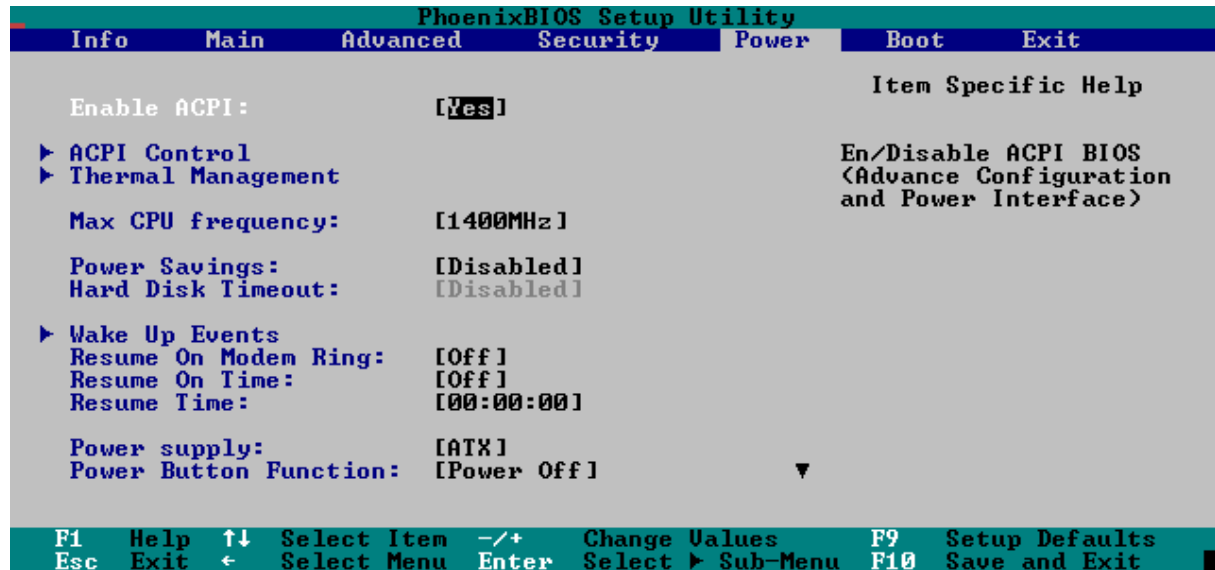 PhoenixBIOS Setup Utility
Info Main Advanced Security Power Boot Exit
Item Specific Help
Enable ACPI: [Yes]
ACPI Control En/Disable ACPI BIOS
Thermal Management <Advance Configuration
and Power Interface>
Max CPU frequency: [1400MHz]
Power Savings: [Disabled]
Hard Disk Timeout: [Disabled]
Wake Up Events
Resume On Modem Ring: [Off]
Resume On Time: [Off]
Resume Time: [00:00:00]
Power supply: [ATX]
Power Button Function: [Power Off]
F1 Help ↑↓ Select Item -/+ Change Values F9 Setup Defaults
Esc Exit ← Select Menu Enter Select ▶ Sub-Menu F10 Save and Exit